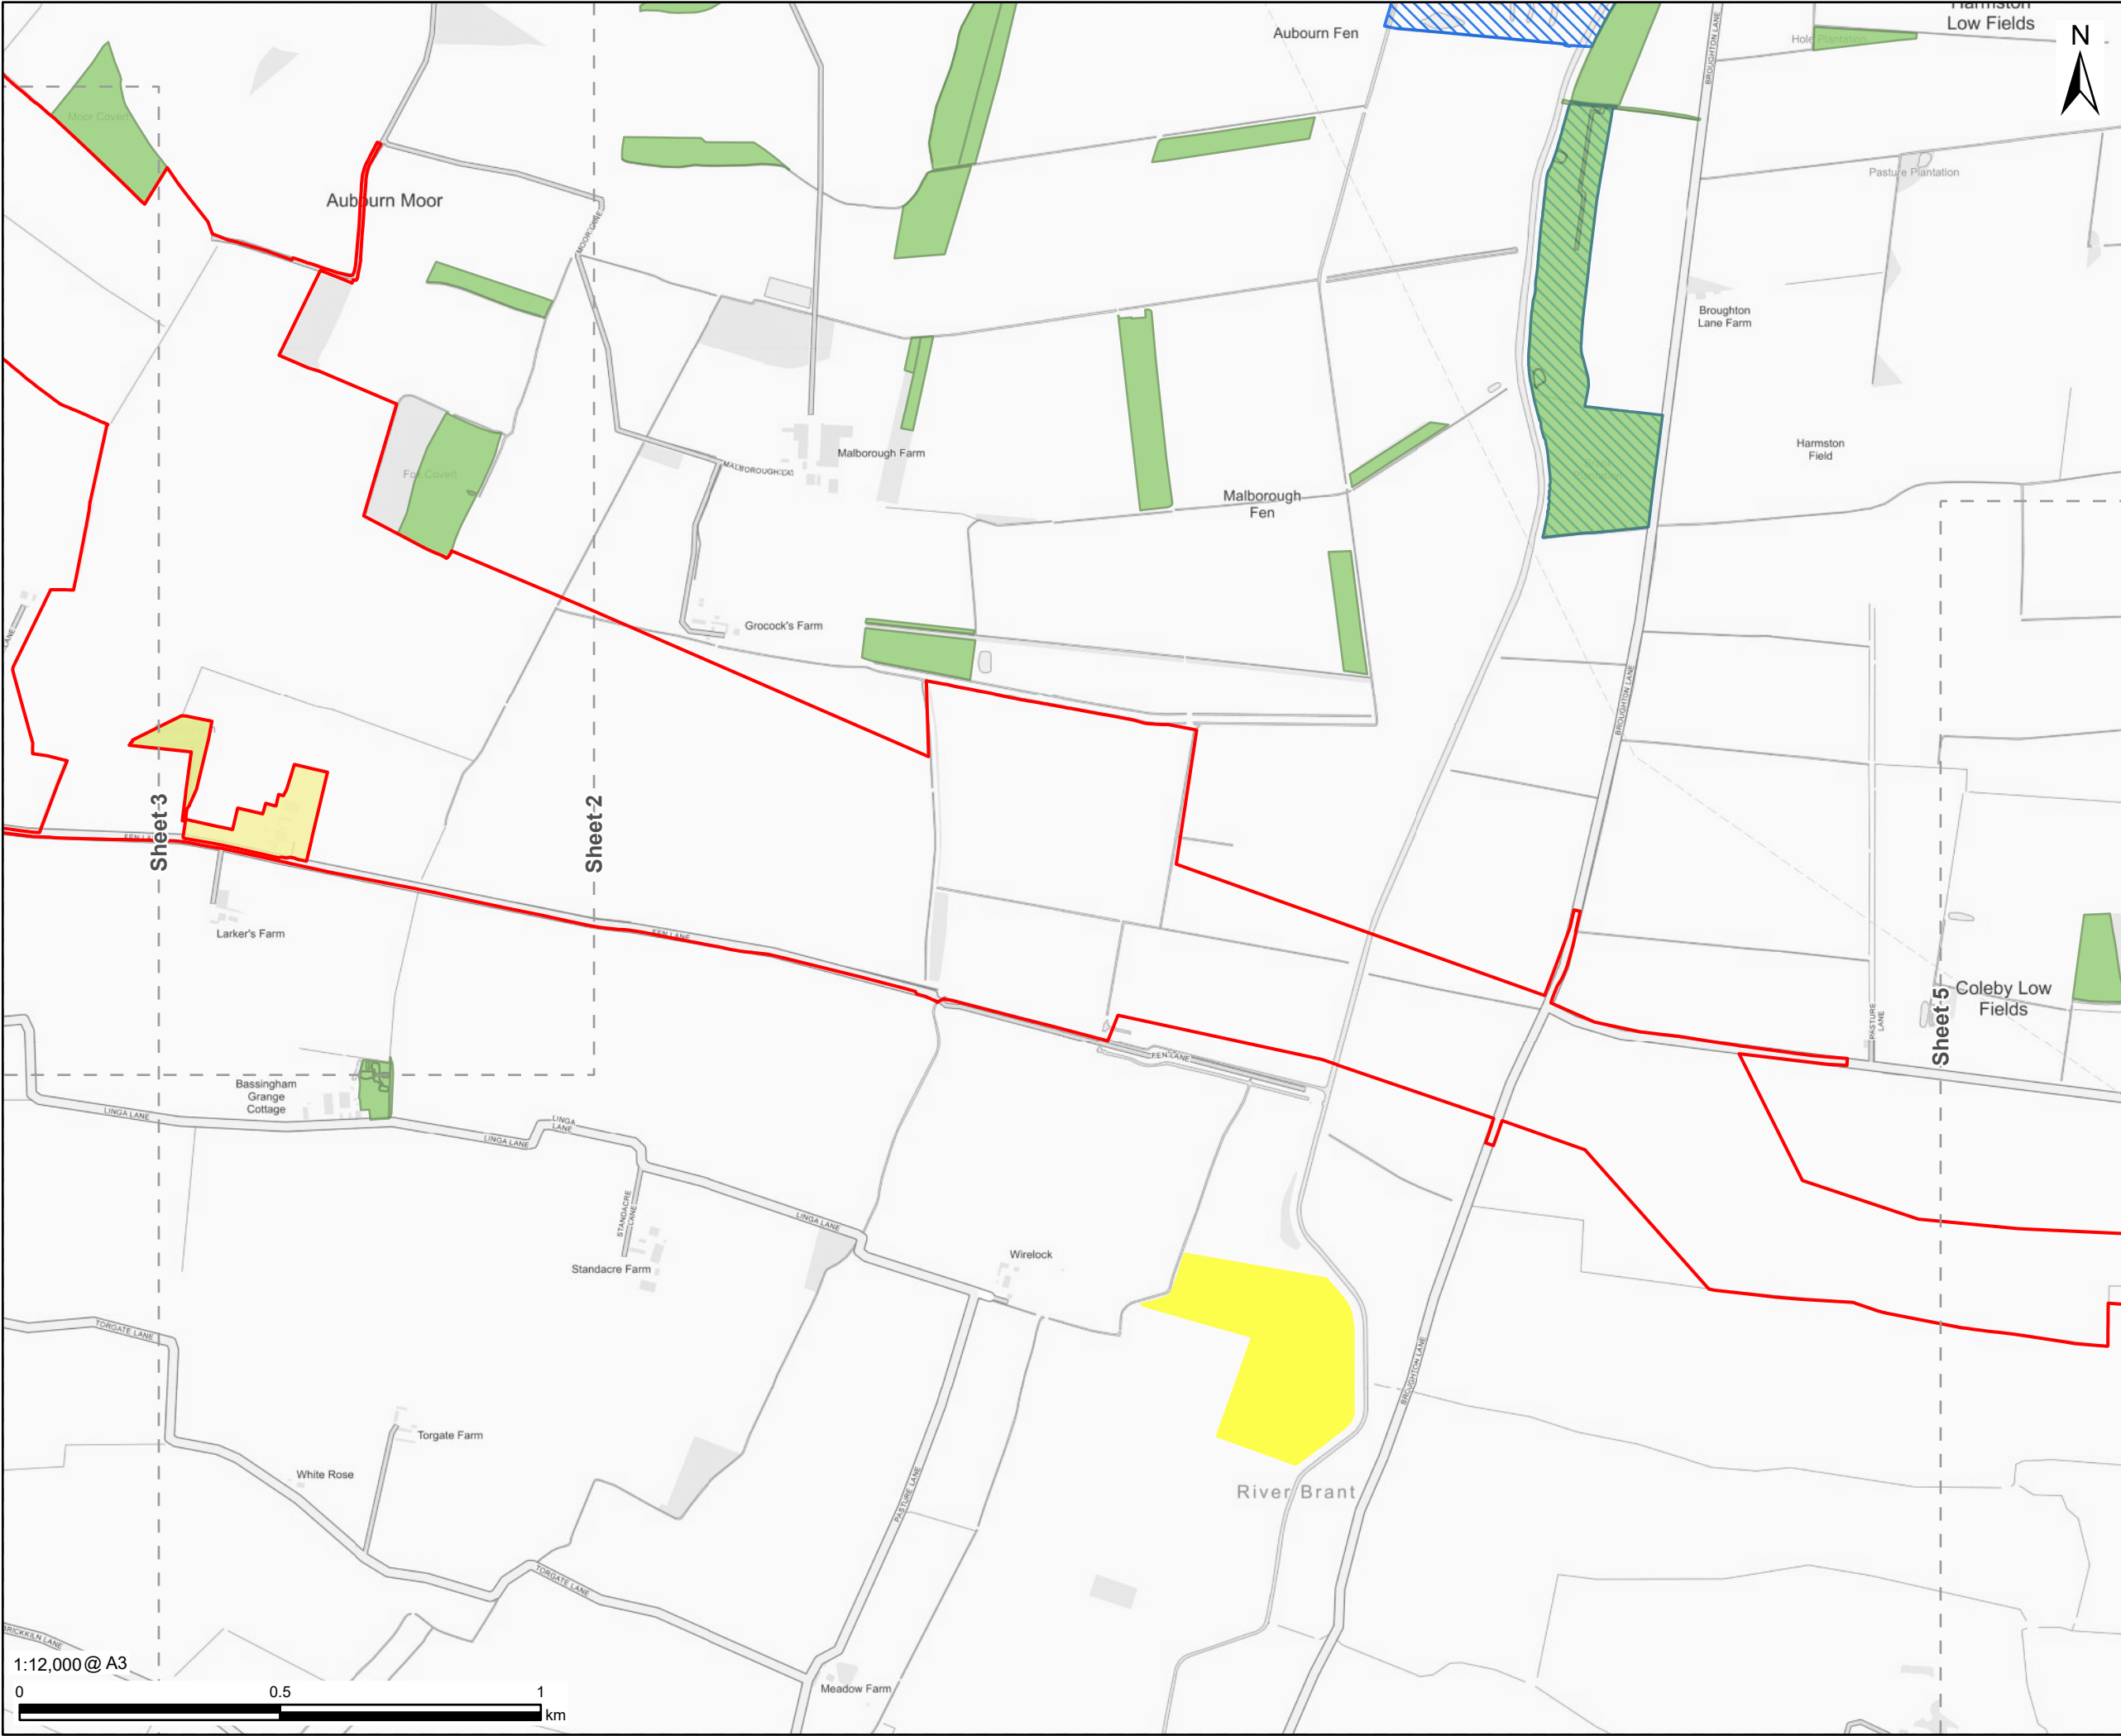 Harmston
Low Fields
Aubourn Fen
Hole Plantation
N
BROUGHTON LANE
Moor Covert
Pasture Plantation
Aubourn Moor
MOOR LANE
Broughton
Lane Farm
Harmston
Field
Malborough Farm
Fox Covert
Malborough
Fen
Grocock's Farm
LANE
BROUGHTON LANE
Sheet 3
Sheet 2
FEN LANE
Larker's Farm
FEN LANE
Coleby Low
Fields
Sheet 5
PASTURE
LANE
FEN LANE
Bassingham
Grange
Cottage
LINGA LANE
LINGA LANE
LINGA
LANE
STANDACRE
LANE
LINGA LANE
Wirelock
Standacre Farm
TORGATE LANE
BROUGHTON LANE
Torgate Farm
White Rose
PASTURE LANE
River Brant
TORGATE LANE
BRICKKILN LANE
1:12,000 @ A3
Meadow Farm
0 0.5 1
km